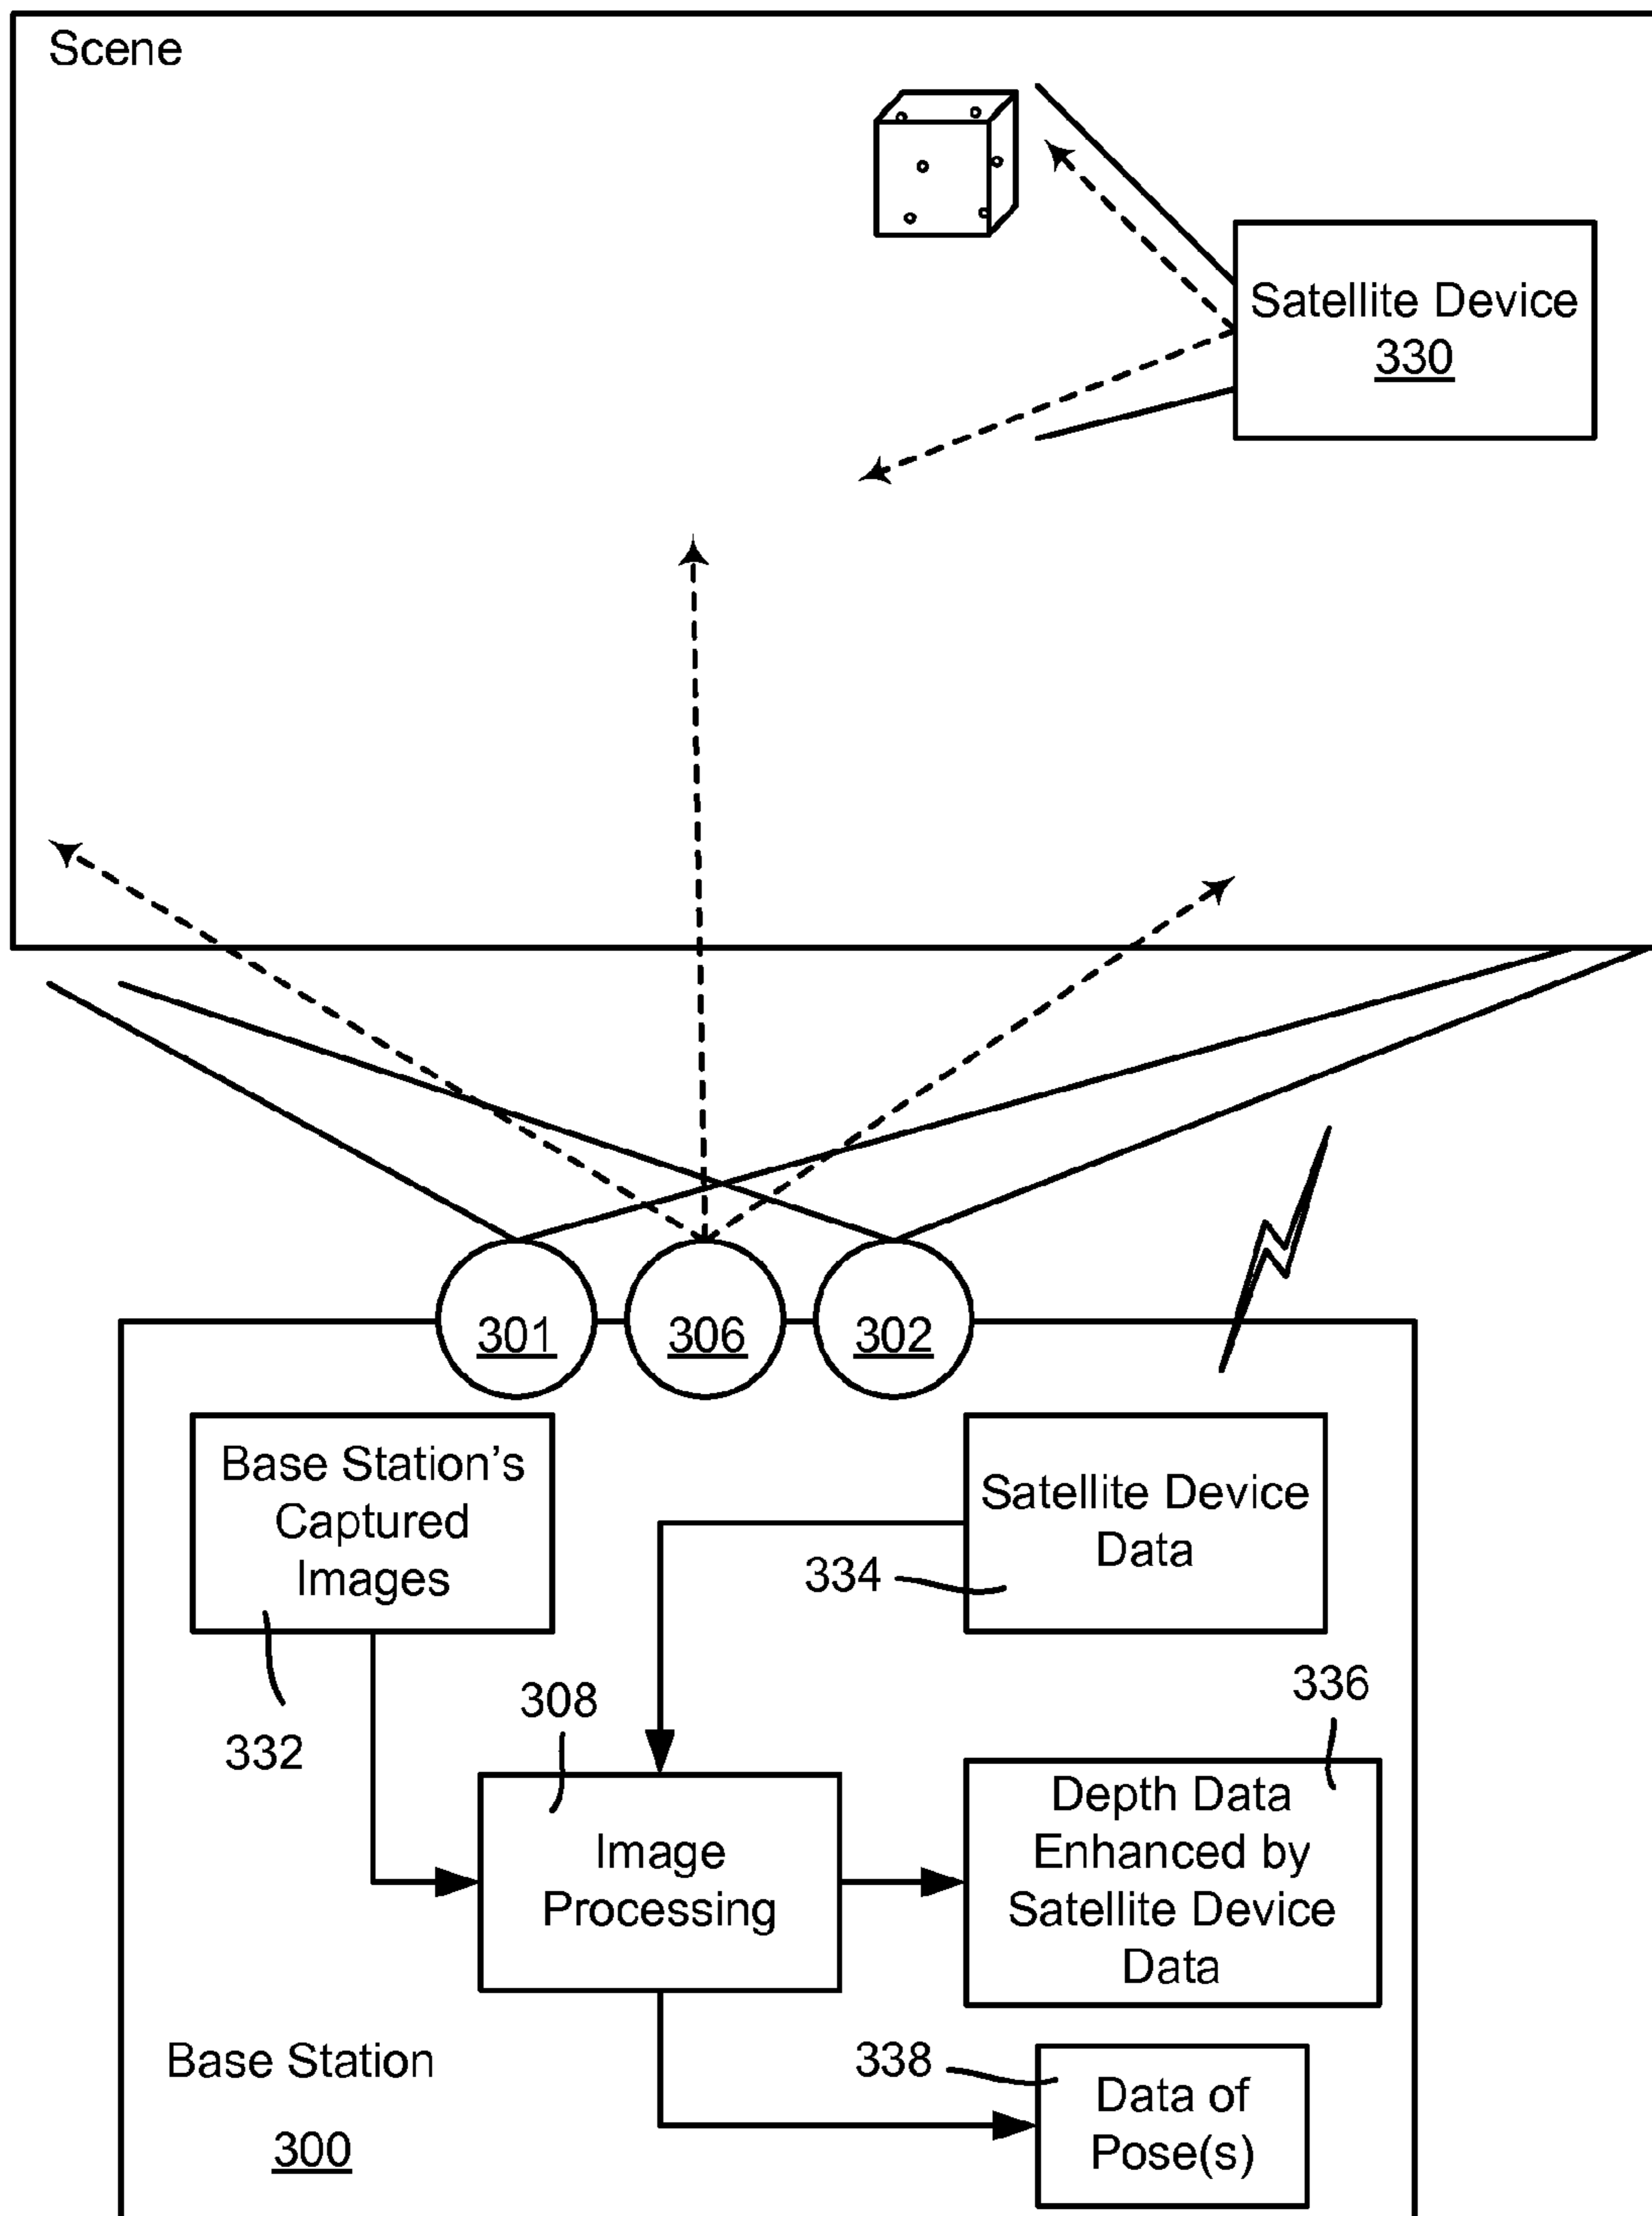 Scene
Satellite Device
330
301
306
302
Base Station's
Captured
Images
Satellite Device
Data
334
332
308
336
Image
Processing
Depth Data
Enhanced by
Satellite Device
Data
Base Station
300
338
Data of
Pose(s)